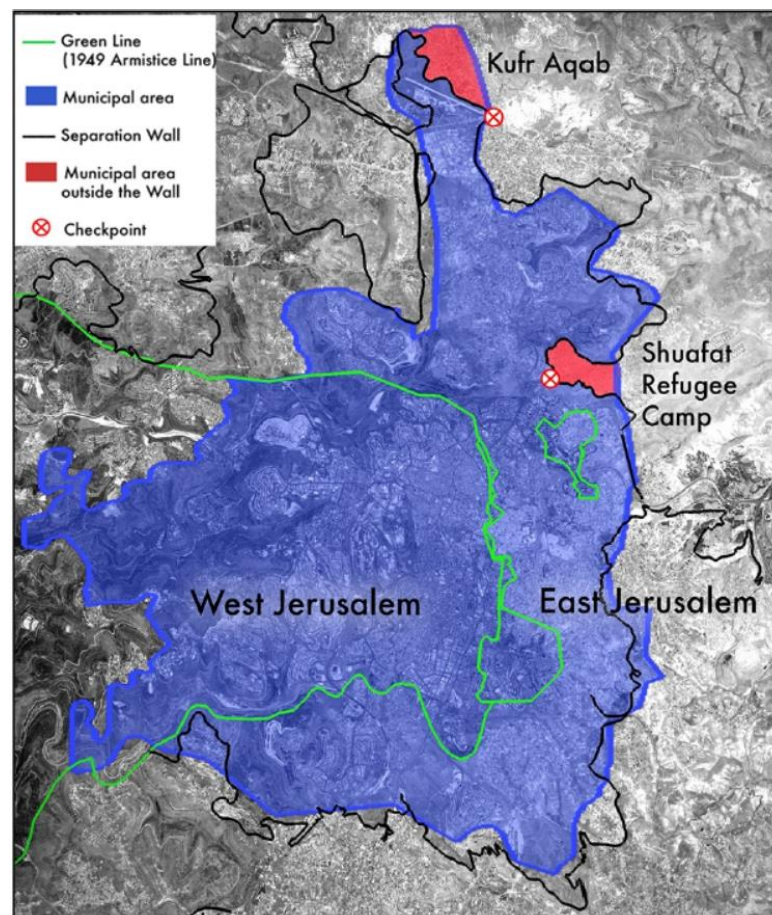 Green Line
(1949 Armistice Line)
Municipal area
Separation Wall
Municipal area
outside the Wall
Checkpoint
Kufr Aqab
Shuafat
Refugee
Camp
West Jerusalem
East Jerusalem